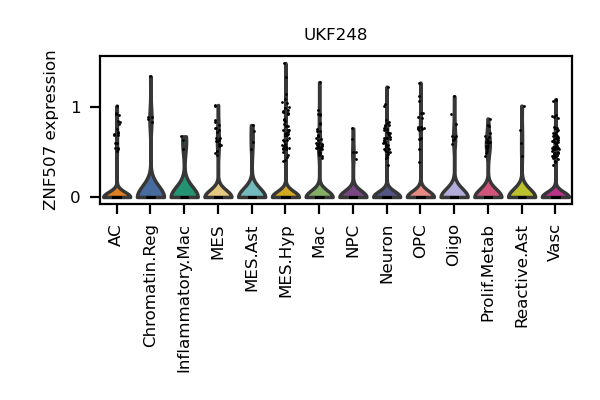 UKF248
ZNF507 expression
1
0
AC
Chromatin.Reg
Inflammatory.Mac
MES
MES.Ast
MES.Hyp
Mac
NPC
Neuron
OPC
Oligo
Prolif.Metab
Reactive.Ast
Vasc